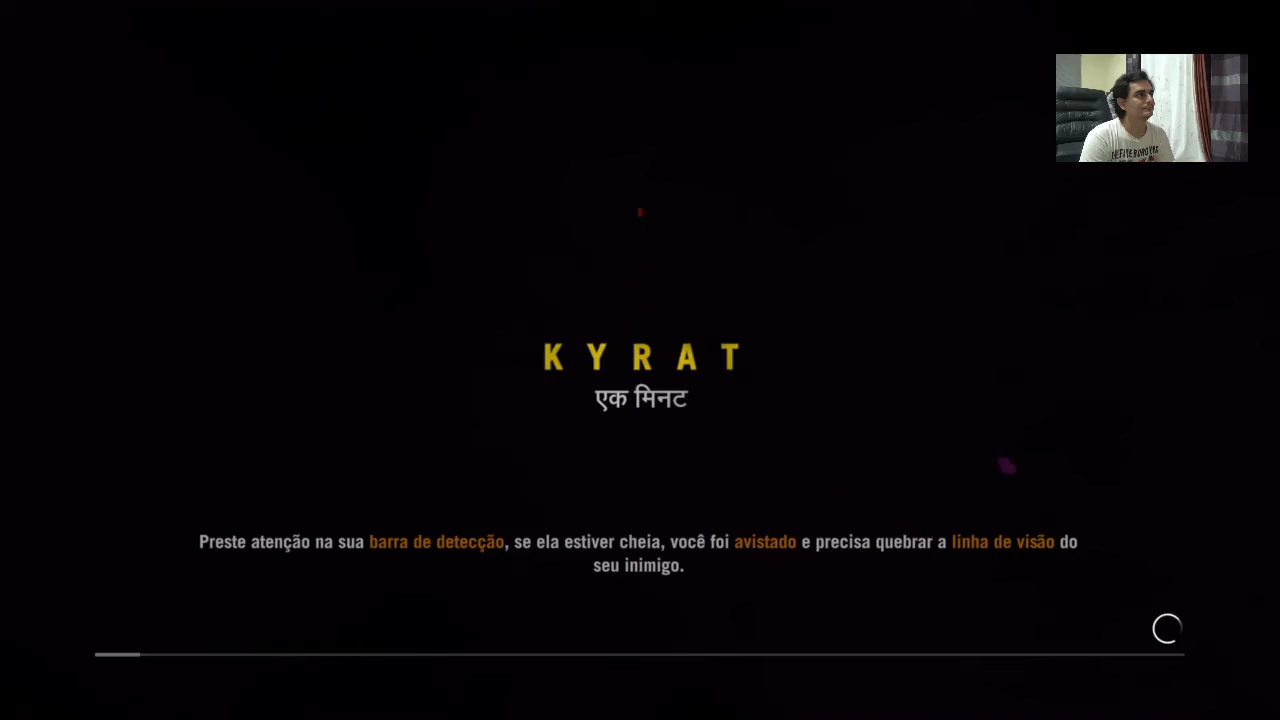 KYRAT
एक मिनट
Preste atenção na sua barra de detecção, se ela estiver cheia, você foi avistado e precisa quebrar a linha de visão do
seu inimigo.